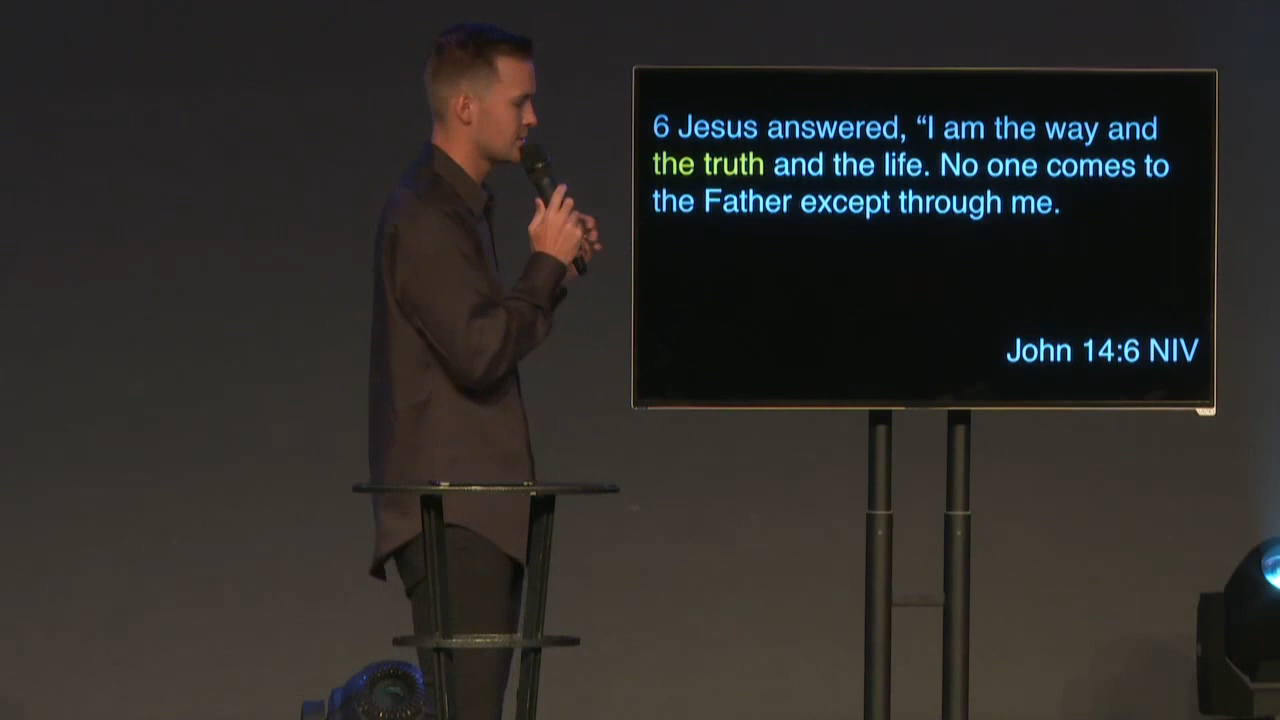 6 Jesus answered, “I am the way and
the truth and the life. No one comes to
the Father except through me.
John 14:6 NIV